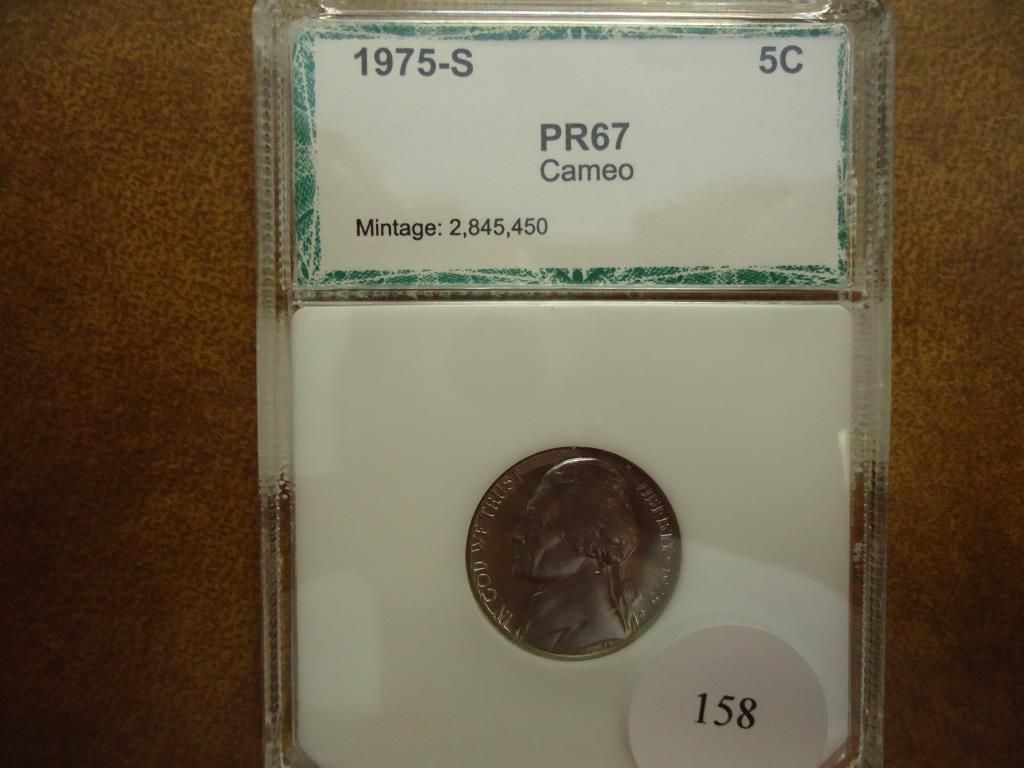 1975-S 5C
PR67
Cameo
Mintage: 2,845,450
IN GOD WE TRUST
LIBERTY
158